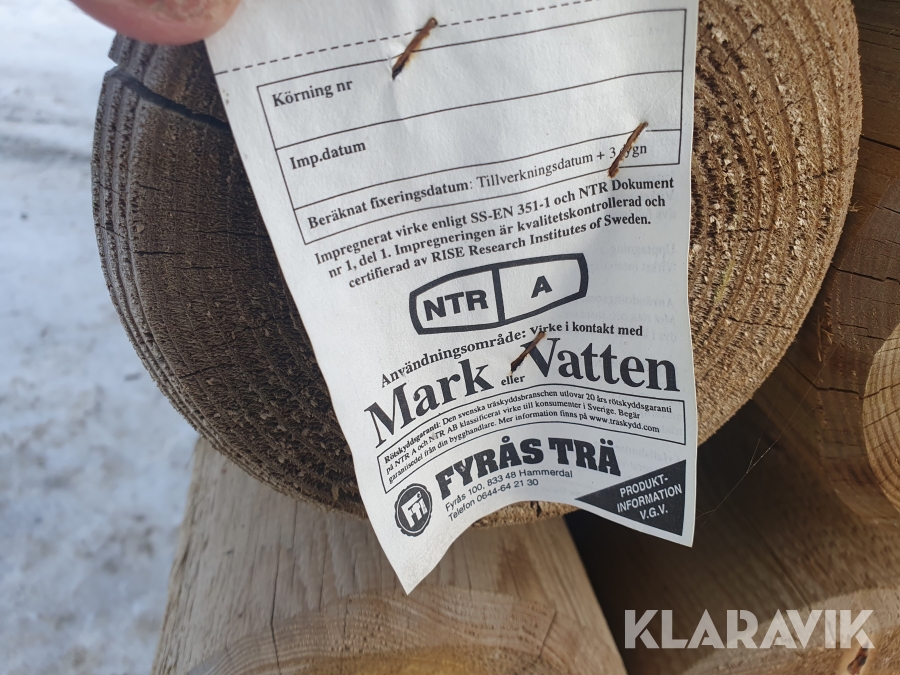 Körning nr
Imp.datum
Beräknat fixeringsdatum: Tillverkningsdatum + 3 dygn
Impregnerat virke enligt SS-EN 351-1 och NTR Dokument
nr 1, del 1. Impregneringen är kvalitetskontrollerad och
certifierad av RISE Research Institutes of Sweden.
NTR A
Användningsområde: Virke i kontakt med
Mark eller Vatten
Rötskyddsgaranti: Den svenska träskyddsbranschen utlovar 20 års rötskyddsgaranti
på NTR A och NTR AB klassificerat virke till konsumenter i Sverige. Begär
garantisedel från din bygghandlare. Mer information finns på www.traskydd.com
FYRÅS TRÄ
Fyrås 100, 833 48 Hammerdal
Telefon 0644-64 21 30
PRODUKT-
INFORMATION
V.G.V.
KLARAVIK